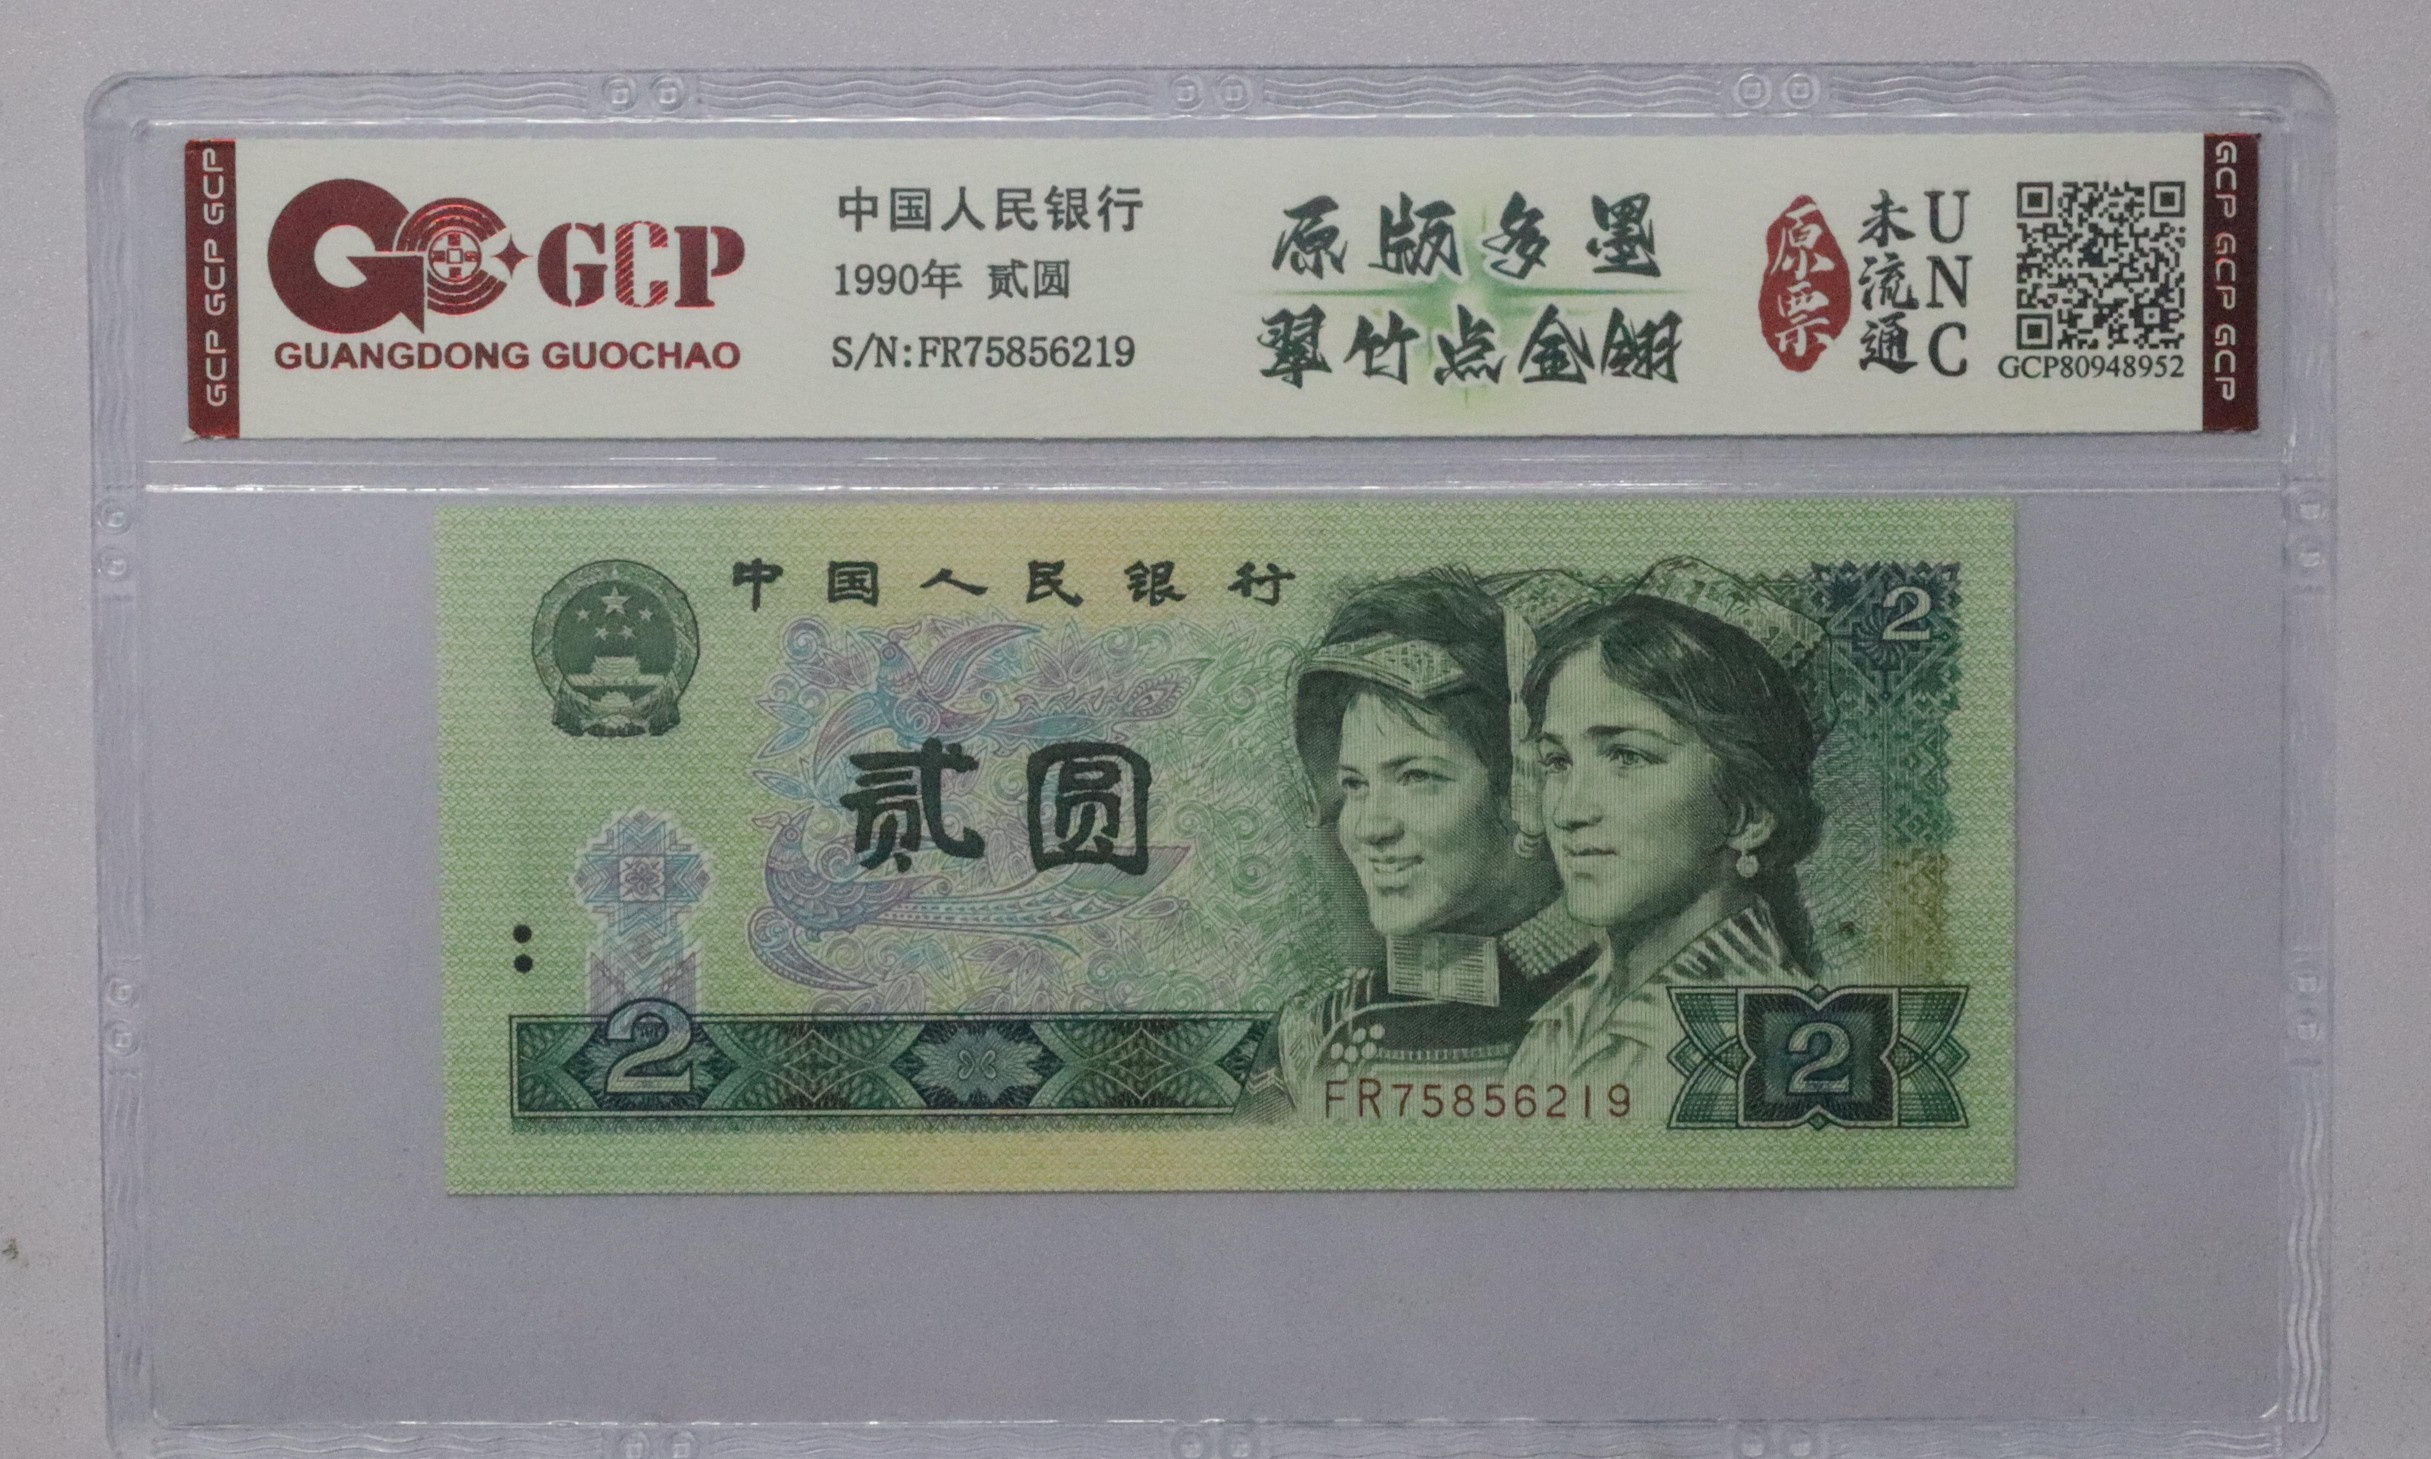 GCP GCP GCP
GCP
GUANGDONG GUOCHAO
中国人民银行
1990年 贰圆
S/N:FR75856219
原版多墨
翠竹点金翎
原票
未流通
UNC
GCP80948952
GCP GCP GCP
中国人民银行
2
贰圆
2
FR75856219
2